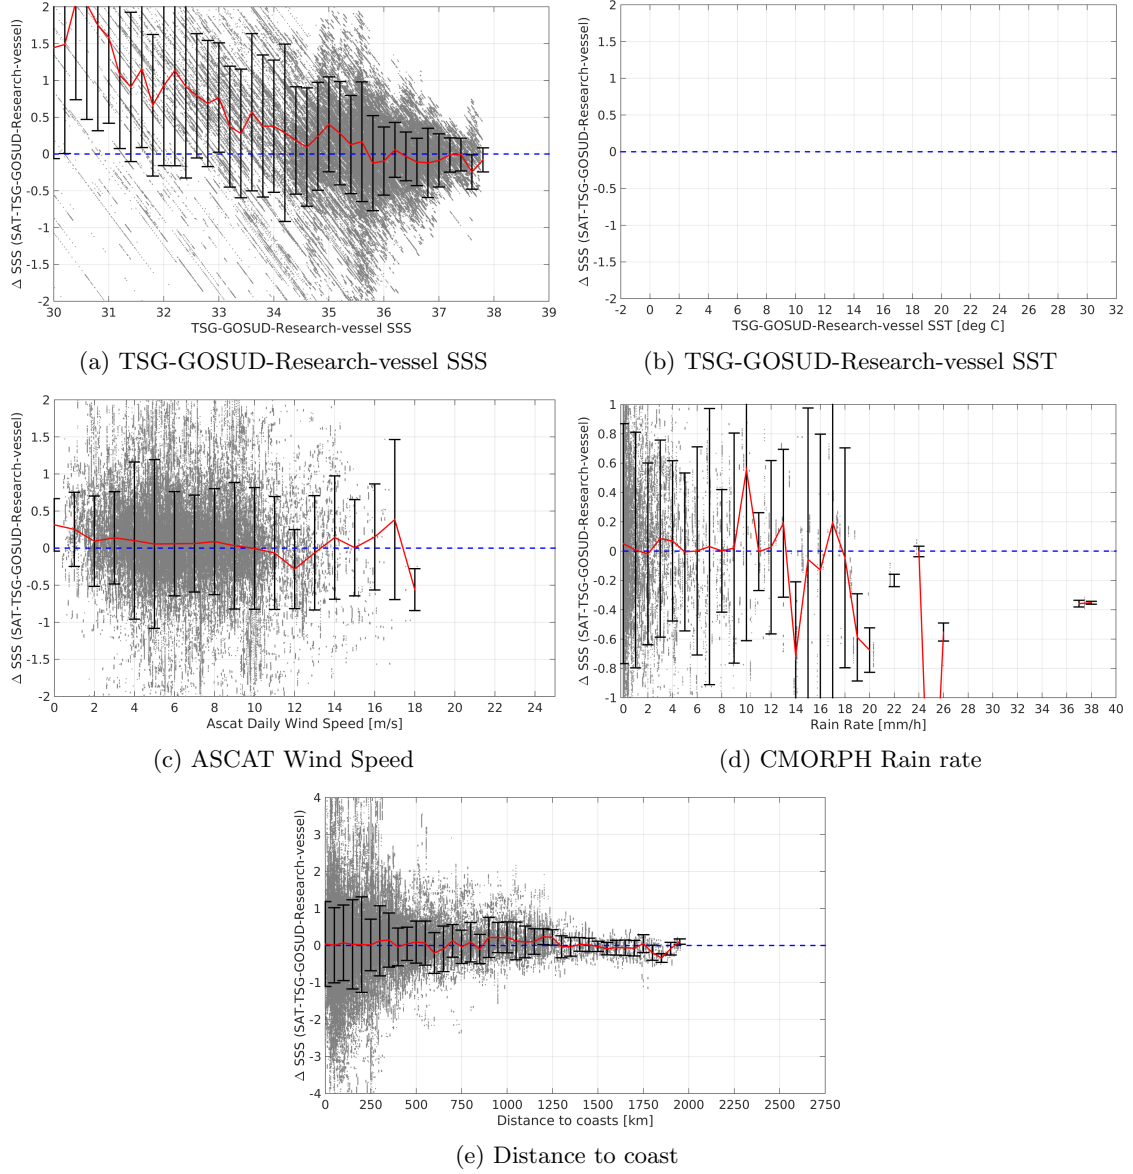 2
1.5
1
0.5
0
-0.5
-1
-1.5
-2
Δ SSS (SAT-TSG-GOSUD-Research-vessel)
30 31 32 33 34 35 36 37 38 39
TSG-GOSUD-Research-vessel SSS
(a) TSG-GOSUD-Research-vessel SSS
2
1.5
1
0.5
0
-0.5
-1
-1.5
-2
Δ SSS (SAT-TSG-GOSUD-Research-vessel)
-2 0 2 4 6 8 10 12 14 16 18 20 22 24 26 28 30 32
TSG-GOSUD-Research-vessel SST [deg C]
(b) TSG-GOSUD-Research-vessel SST
2
1.5
1
0.5
0
-0.5
-1
-1.5
-2
Δ SSS (SAT-TSG-GOSUD-Research-vessel)
0 2 4 6 8 10 12 14 16 18 20 22 24
Ascat Daily Wind Speed [m/s]
(c) ASCAT Wind Speed
1
0.8
0.6
0.4
0.2
0
-0.2
-0.4
-0.6
-0.8
-1
Δ SSS (SAT-TSG-GOSUD-Research-vessel)
0 2 4 6 8 10 12 14 16 18 20 22 24 26 28 30 32 34 36 38 40
Rain Rate [mm/h]
(d) CMORPH Rain rate
4
3
2
1
0
-1
-2
-3
-4
Δ SSS (SAT-TSG-GOSUD-Research-vessel)
0 250 500 750 1000 1250 1500 1750 2000 2250 2500 2750
Distance to coasts [km]
(e) Distance to coast